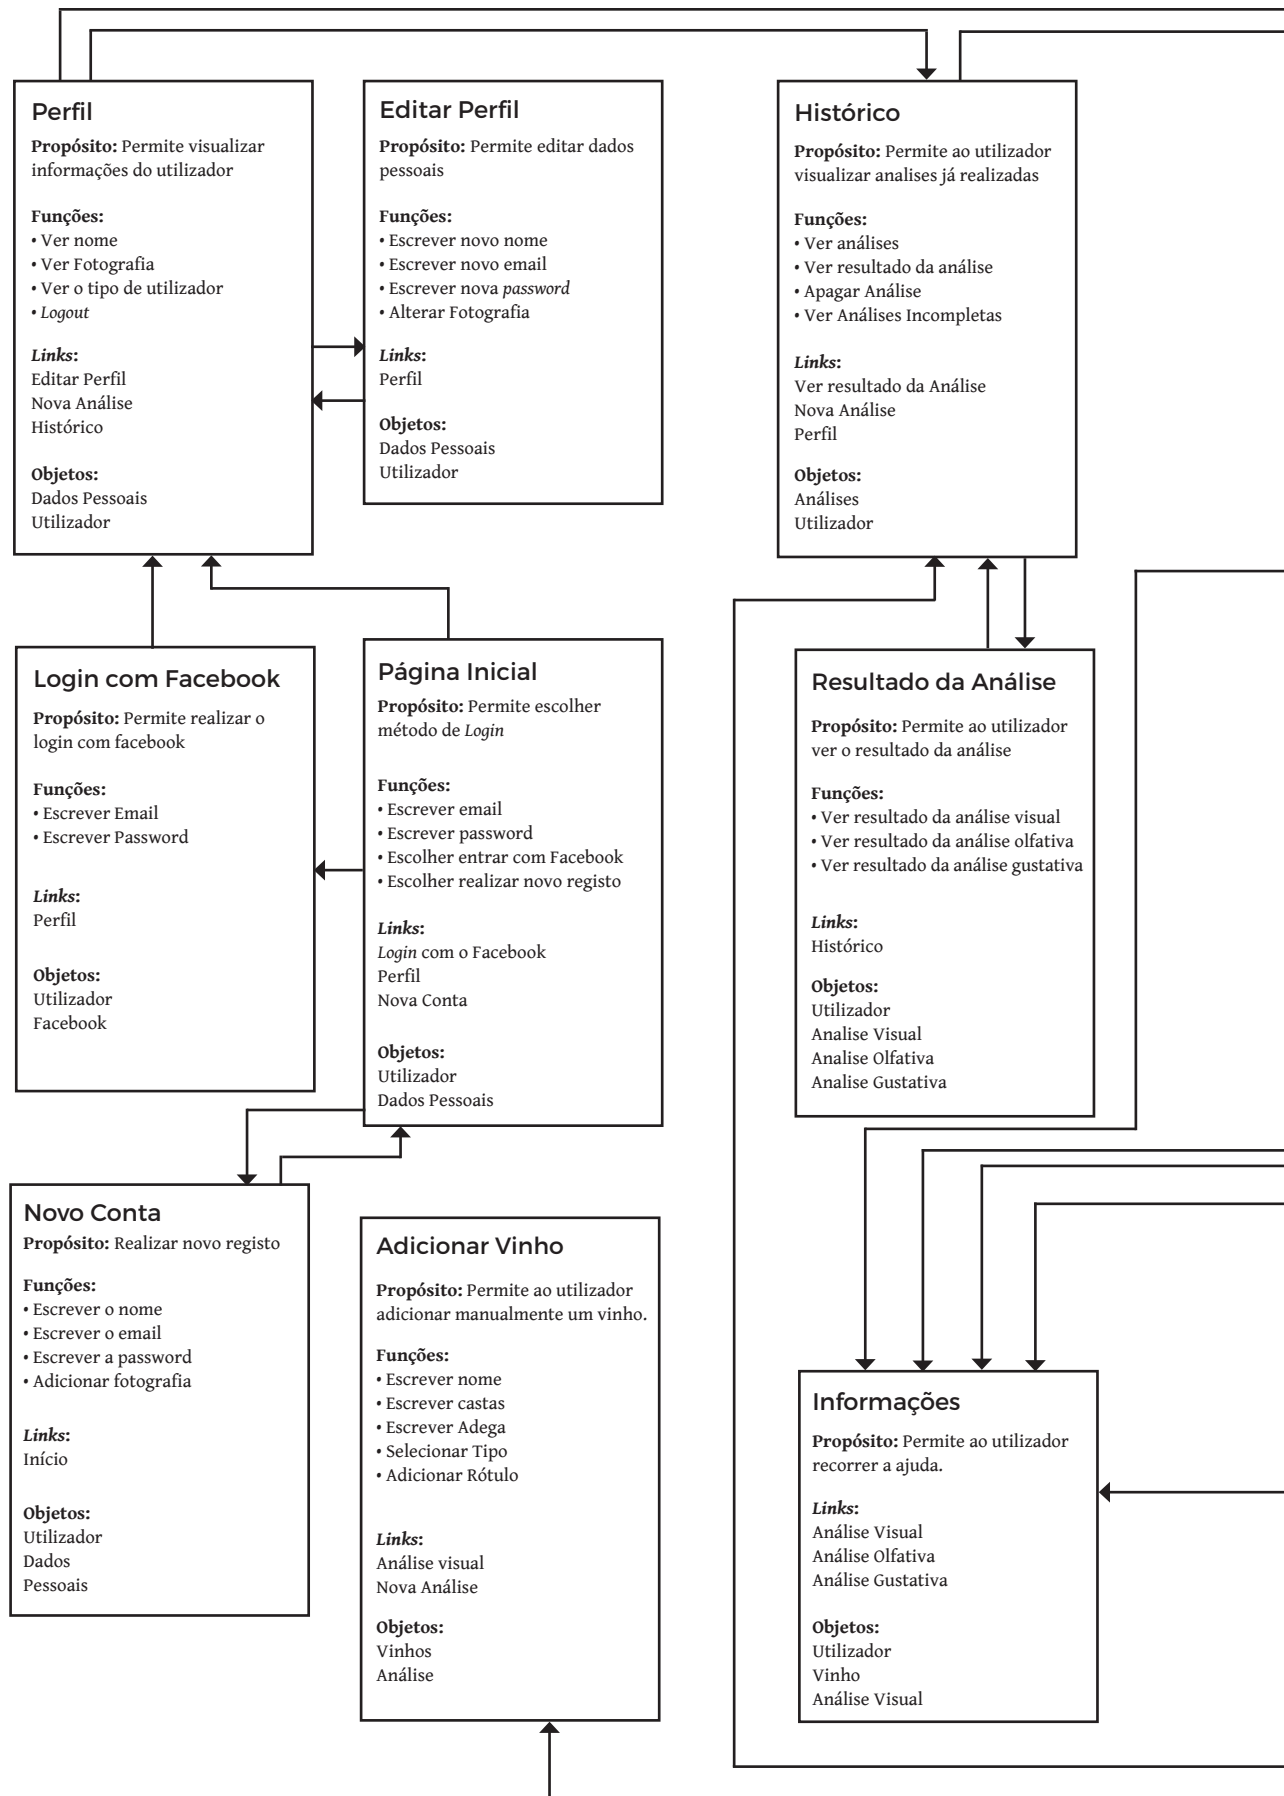 Perfil
Propósito: Permite visualizar
informações do utilizador
Funções:
• Ver nome
• Ver Fotografia
• Ver o tipo de utilizador
• Logout
Links:
Editar Perfil
Nova Análise
Histórico
Objetos:
Dados Pessoais
Utilizador
Editar Perfil
Propósito: Permite editar dados
pessoais
Funções:
• Escrever novo nome
• Escrever novo email
• Escrever nova password
• Alterar Fotografia
Links:
Perfil
Objetos:
Dados Pessoais
Utilizador
Histórico
Propósito: Permite ao utilizador
visualizar analises já realizadas
Funções:
• Ver análises
• Ver resultado da análise
• Apagar Análise
• Ver Análises Incompletas
Links:
Ver resultado da Análise
Nova Análise
Perfil
Objetos:
Análises
Utilizador
Login com Facebook
Propósito: Permite realizar o
login com facebook
Funções:
• Escrever Email
• Escrever Password
Links:
Perfil
Objetos:
Utilizador
Facebook
Página Inicial
Propósito: Permite escolher
método de Login
Funções:
• Escrever email
• Escrever password
• Escolher entrar com Facebook
• Escolher realizar novo registo
Links:
Login com o Facebook
Perfil
Nova Conta
Objetos:
Utilizador
Dados Pessoais
Resultado da Análise
Propósito: Permite ao utilizador
ver o resultado da análise
Funções:
• Ver resultado da análise visual
• Ver resultado da análise olfativa
• Ver resultado da análise gustativa
Links:
Histórico
Objetos:
Utilizador
Analise Visual
Analise Olfativa
Analise Gustativa
Novo Conta
Propósito: Realizar novo registo
Funções:
• Escrever o nome
• Escrever o email
• Escrever a password
• Adicionar fotografia
Links:
Início
Objetos:
Utilizador
Dados
Pessoais
Adicionar Vinho
Propósito: Permite ao utilizador
adicionar manualmente um vinho.
Funções:
• Escrever nome
• Escrever castas
• Escrever Adega
• Selecionar Tipo
• Adicionar Rótulo
Links:
Análise visual
Nova Análise
Objetos:
Vinhos
Análise
Informações
Propósito: Permite ao utilizador
recorrer a ajuda.
Links:
Análise Visual
Análise Olfativa
Análise Gustativa
Objetos:
Utilizador
Vinho
Análise Visual